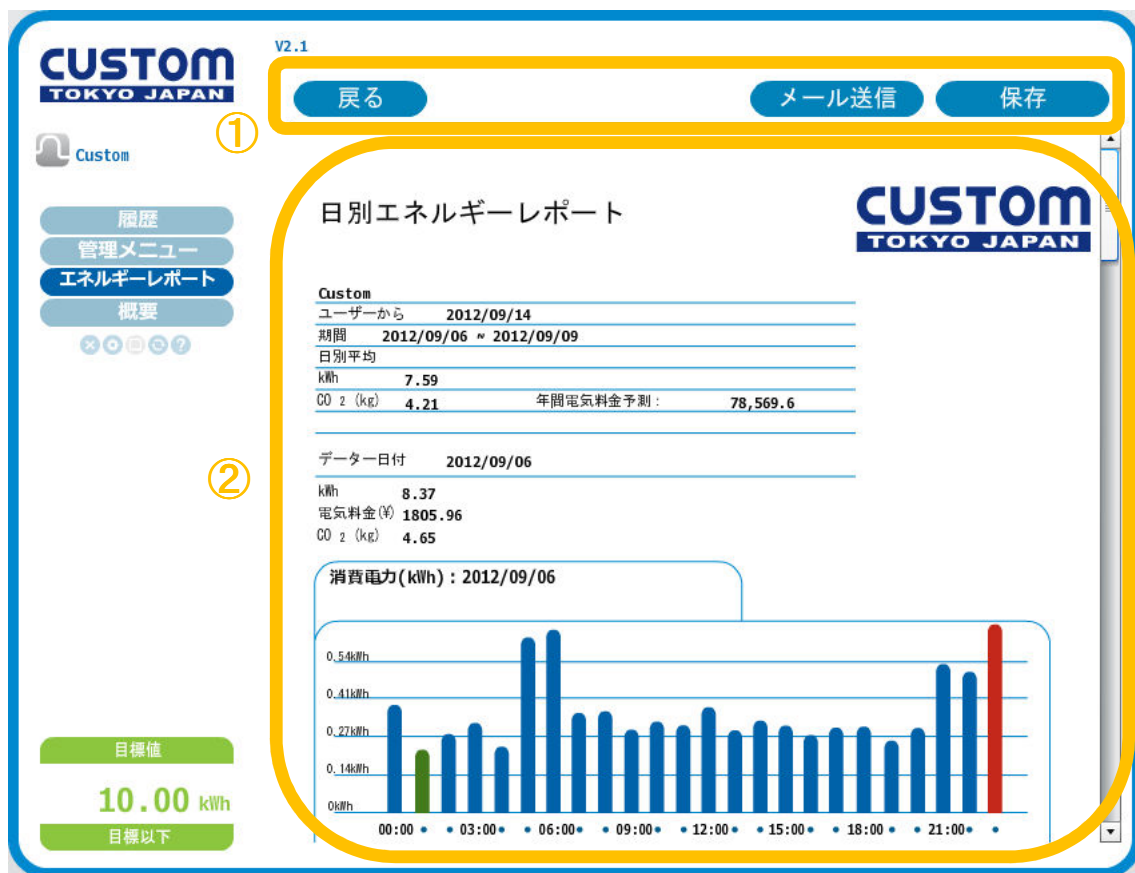 CUSTOM
TOKYO JAPAN
V2.1
戻る メール送信 保存
①
Custom
履歴
管理メニュー
エネルギーレポート
概要
?
目標値
10.00 kWh
目標以下
②
日別エネルギーレポート
CUSTOM
TOKYO JAPAN
Custom
ユーザーから 2012/09/14
期間 2012/09/06 ~ 2012/09/09
日別平均
kWh 7.59
CO 2 (kg) 4.21 年間電気料金予測: 78,569.6
データー日付 2012/09/06
kWh 8.37
電気料金(¥) 1805.96
CO 2 (kg) 4.65
消費電力(kWh) : 2012/09/06
0.54kWh
0.41kWh
0.27kWh
0.14kWh
0kWh
00:00 • • 03:00• • 06:00• • 09:00• • 12:00• • 15:00• • 18:00 • • 21:00• •